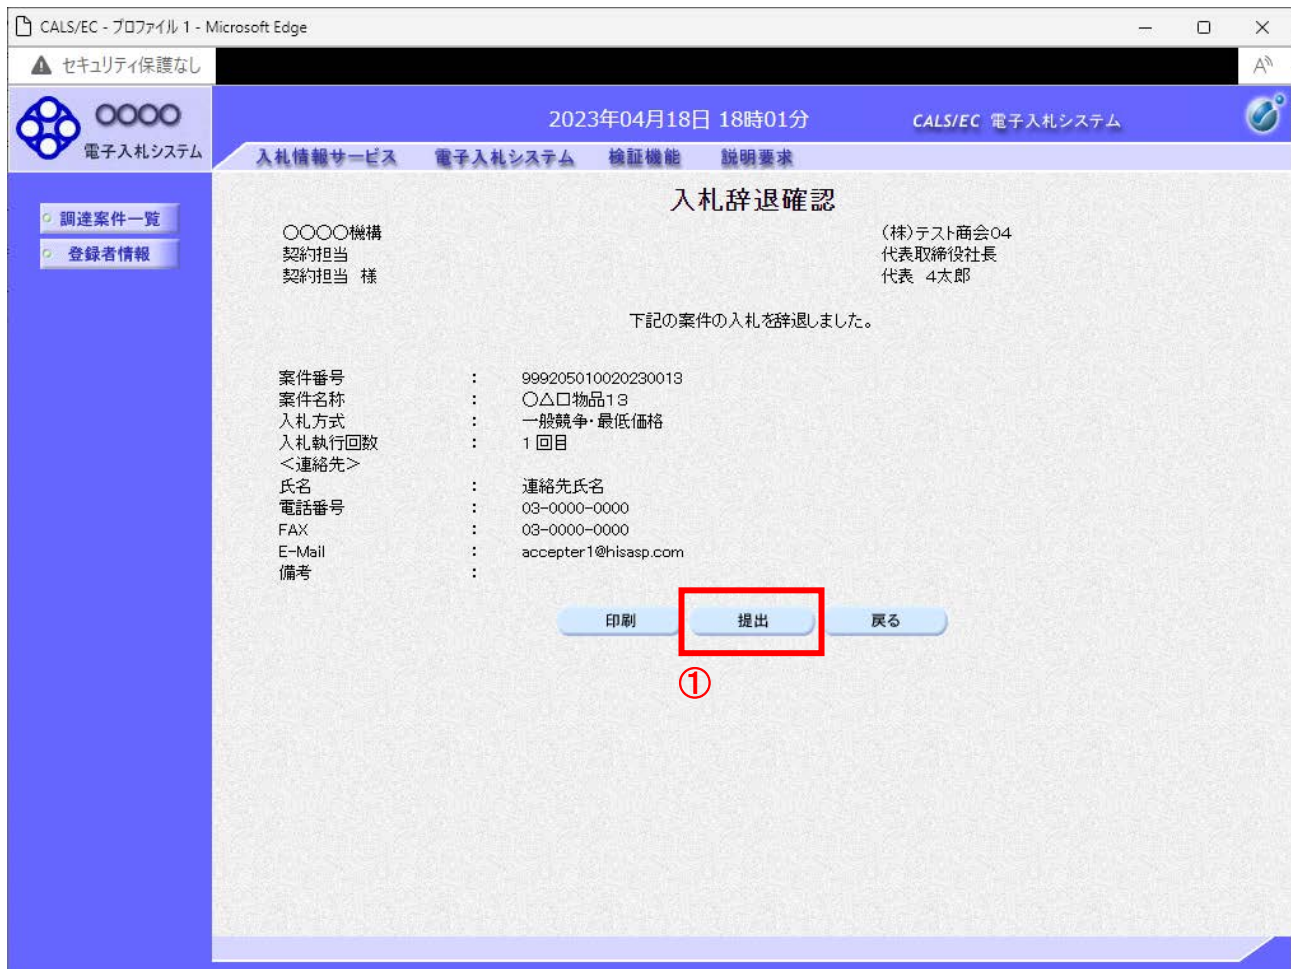 CALS/EC - プロファイル 1 - Microsoft Edge
セキュリティ保護なし
○○○○
電子入札システム
2023年04月18日 18時01分
CALS/EC 電子入札システム
入札情報サービス 電子入札システム 検証機能 説明要求
調達案件一覧
登録者情報
入札辞退確認
○○○○機構
契約担当
契約担当 様
(株)テスト商会04
代表取締役社長
代表 4太郎
下記の案件の入札を辞退しました。
案件番号 : 999205010020230013
案件名称 : ○△口物品13
入札方式 : 一般競争・最低価格
入札執行回数 : 1回目
<連絡先>
氏名 : 連絡先氏名
電話番号 : 03-0000-0000
FAX : 03-0000-0000
E-Mail : accepter1@hisasp.com
備考 :
印刷 提出 戻る
①